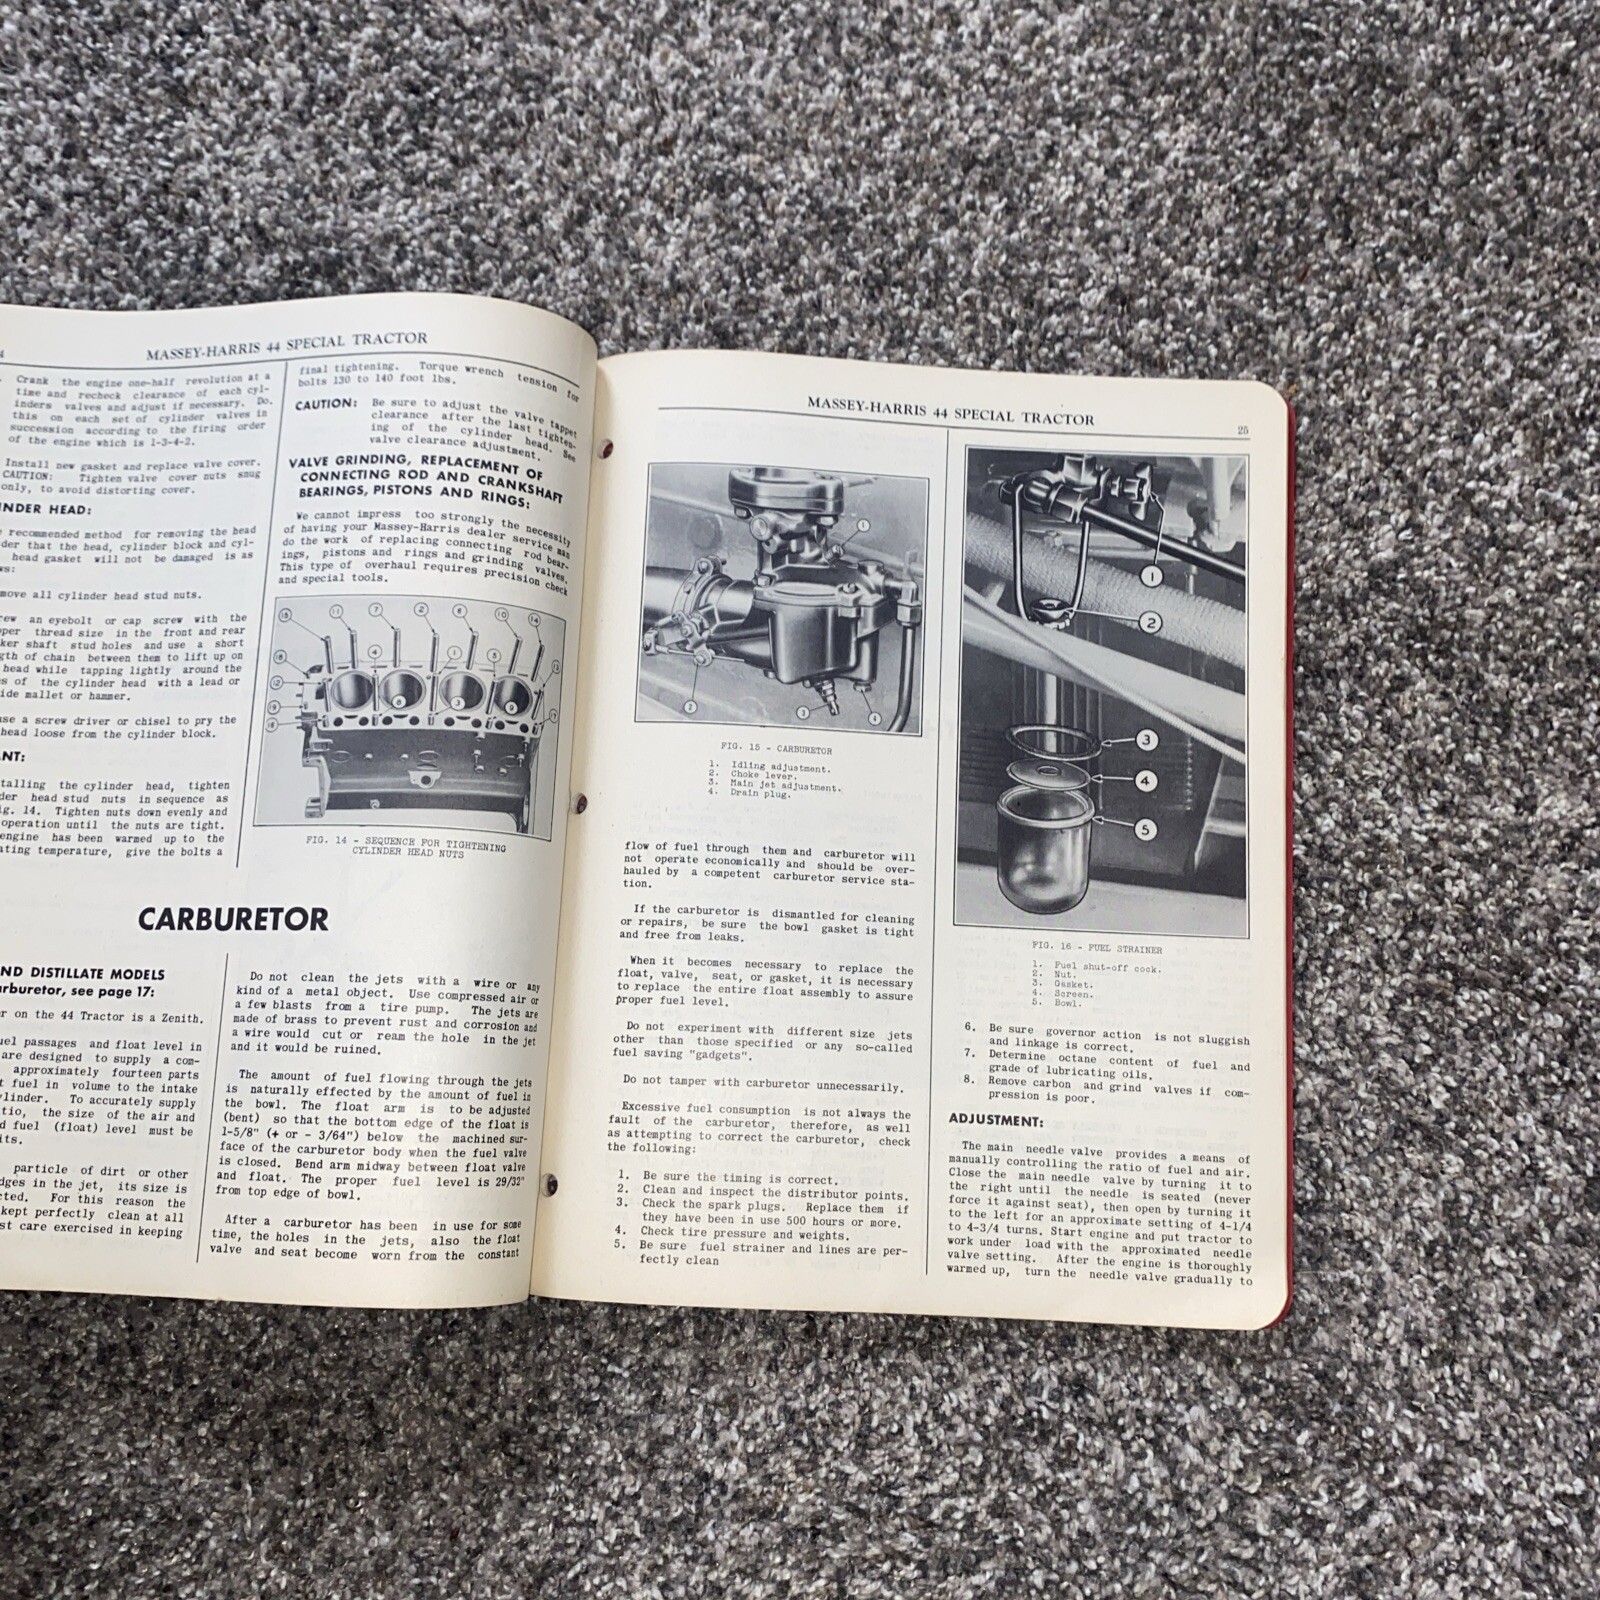 4
MASSEY-HARRIS 44 SPECIAL TRACTOR
Crank the engine one-half revolution at a
time and recheck clearance of each cyl-
inders valves and adjust if necessary. Do.
this on each set of cylinder valves in
succession according to the firing order
of the engine which is 1-3-4-2.
Install new gasket and replace valve cover.
CAUTION: Tighten valve cover nuts snug
only, to avoid distorting cover.
INDER HEAD:
recommended method for removing the head
der that the head, cylinder block and cyl-
head gasket will not be damaged is as
ws:
move all cylinder head stud nuts.
rew an eyebolt or cap screw with the
per thread size in the front and rear
ker shaft stud holes and use a short
gth of chain between them to lift up on
head while tapping lightly around the
s of the cylinder head with a lead or
ide mallet or hammer.
use a screw driver or chisel to pry the
head loose from the cylinder block.
ANT:
talling the cylinder head, tighten
der head stud nuts in sequence as
ig. 14. Tighten nuts down evenly and
operation until the nuts are tight.
engine has been warmed up to the
ating temperature, give the bolts a
final tightening. Torque wrench tension for
bolts 130 to 140 foot lbs.
CAUTION: Be sure to adjust the valve tappet
clearance after the last tighten-
ing of the cylinder head. See
valve clearance adjustment.
VALVE GRINDING, REPLACEMENT OF
CONNECTING ROD AND CRANKSHAFT
BEARINGS, PISTONS AND RINGS:
We cannot impress too strongly the necessity
of having your Massey-Harris dealer service man
do the work of replacing connecting rod bear-
ings, pistons and rings and grinding valves.
This type of overhaul requires precision check
and special tools.
15 11 7 2 6 10 14
18 4 1 5 13
12 8 3 9
19 17
16
FIG. 14 - SEQUENCE FOR TIGHTENING
CYLINDER HEAD NUTS
CARBURETOR
ND DISTILLATE MODELS
arburetor, see page 17:
r on the 44 Tractor is a Zenith.
uel passages and float level in
are designed to supply a com-
approximately fourteen parts
t fuel in volume to the intake
ylinder. To accurately supply
tio, the size of the air and
d fuel (float) level must be
its.
particle of dirt or other
dges in the jet, its size is
cted. For this reason the
kept perfectly clean at all
st care exercised in keeping
Do not clean the jets with a wire or any
kind of a metal object. Use compressed air or
a few blasts from a tire pump. The jets are
made of brass to prevent rust and corrosion and
a wire would cut or ream the hole in the jet
and it would be ruined.
The amount of fuel flowing through the jets
is naturally effected by the amount of fuel in
the bowl. The float arm is to be adjusted
(bent) so that the bottom edge of the float is
1-5/8" (+ or - 3/64") below the machined sur-
face of the carburetor body when the fuel valve
is closed. Bend arm midway between float valve
and float. The proper fuel level is 29/32"
from top edge of bowl.
After a carburetor has been in use for some
time, the holes in the jets, also the float
valve and seat become worn from the constant
MASSEY-HARRIS 44 SPECIAL TRACTOR
25
1
2
3
4
FIG. 15 - CARBURETOR
1. Idling adjustment.
2. Choke lever.
3. Main jet adjustment.
4. Drain plug.
flow of fuel through them and carburetor will
not operate economically and should be over-
hauled by a competent carburetor service sta-
tion.
If the carburetor is dismantled for cleaning
or repairs, be sure the bowl gasket is tight
and free from leaks.
When it becomes necessary to replace the
float, valve, seat, or gasket, it is necessary
to replace the entire float assembly to assure
proper fuel level.
Do not experiment with different size jets
other than those specified or any so-called
fuel saving "gadgets".
Do not tamper with carburetor unnecessarily.
Excessive fuel consumption is not always the
fault of the carburetor, therefore, as well
as attempting to correct the carburetor, check
the following:
1. Be sure the timing is correct.
2. Clean and inspect the distributor points.
3. Check the spark plugs. Replace them if
they have been in use 500 hours or more.
4. Check tire pressure and weights.
5. Be sure fuel strainer and lines are per-
fectly clean
1
2
3
4
5
FIG. 16 - FUEL STRAINER
1. Fuel shut-off cock.
2. Nut.
3. Gasket.
4. Screen.
5. Bowl.
6. Be sure governor action is not sluggish
and linkage is correct.
7. Determine octane content of fuel and
grade of lubricating oils.
8. Remove carbon and grind valves if com-
pression is poor.
ADJUSTMENT:
The main needle valve provides a means of
manually controlling the ratio of fuel and air.
Close the main needle valve by turning it to
the right until the needle is seated (never
force it against seat), then open by turning it
to the left for an approximate setting of 4-1/4
to 4-3/4 turns. Start engine and put tractor to
work under load with the approximated needle
valve setting. After the engine is thoroughly
warmed up, turn the needle valve gradually to